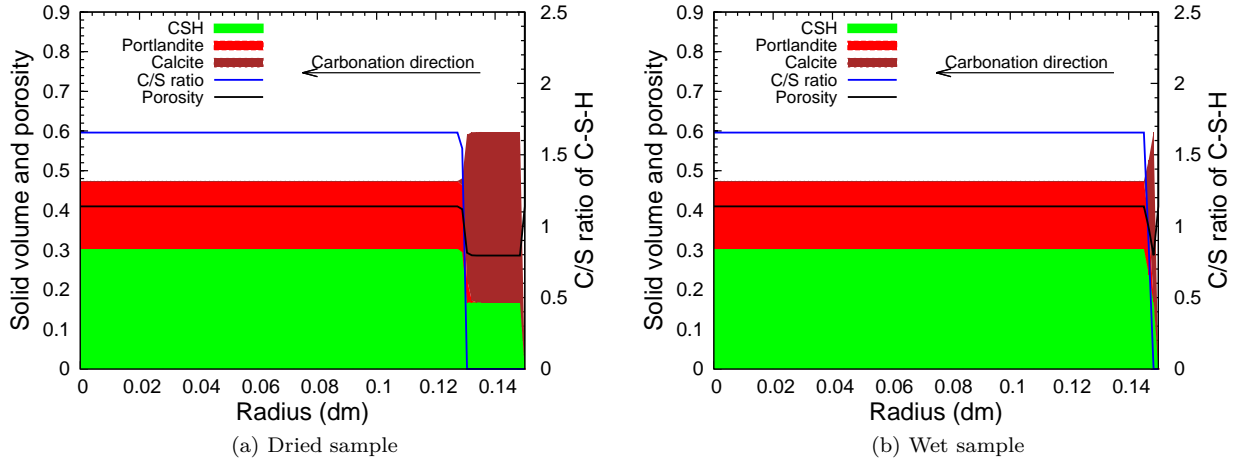 0.9
0.8
0.7
0.6
0.5
0.4
0.3
0.2
0.1
0
Solid volume and porosity
CSH
Portlandite
Calcite
C/S ratio
Porosity
Carbonation direction
2.5
2
1.5
1
0.5
0
C/S ratio of C-S-H
0 0.02 0.04 0.06 0.08 0.1 0.12 0.14
Radius (dm)
(a) Dried sample
0.9
0.8
0.7
0.6
0.5
0.4
0.3
0.2
0.1
0
Solid volume and porosity
CSH
Portlandite
Calcite
C/S ratio
Porosity
Carbonation direction
2.5
2
1.5
1
0.5
0
C/S ratio of C-S-H
0 0.02 0.04 0.06 0.08 0.1 0.12 0.14
Radius (dm)
(b) Wet sample